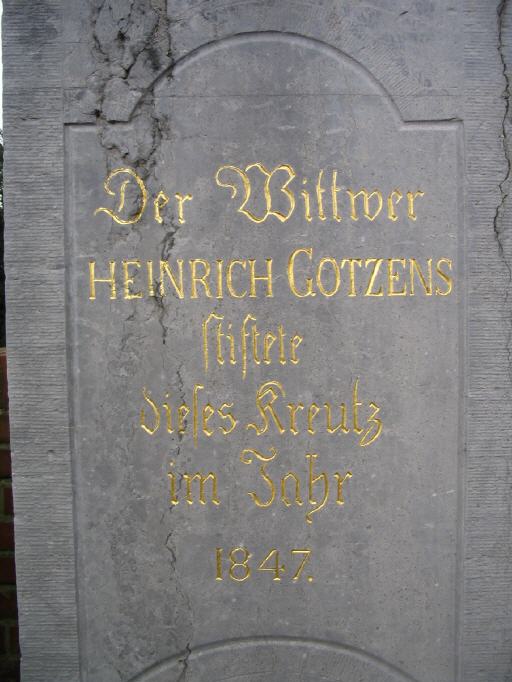 Der Wittwer
HEINRICH GOTZENS
stiftete
dieses Kreutz
im Jahr
1847.